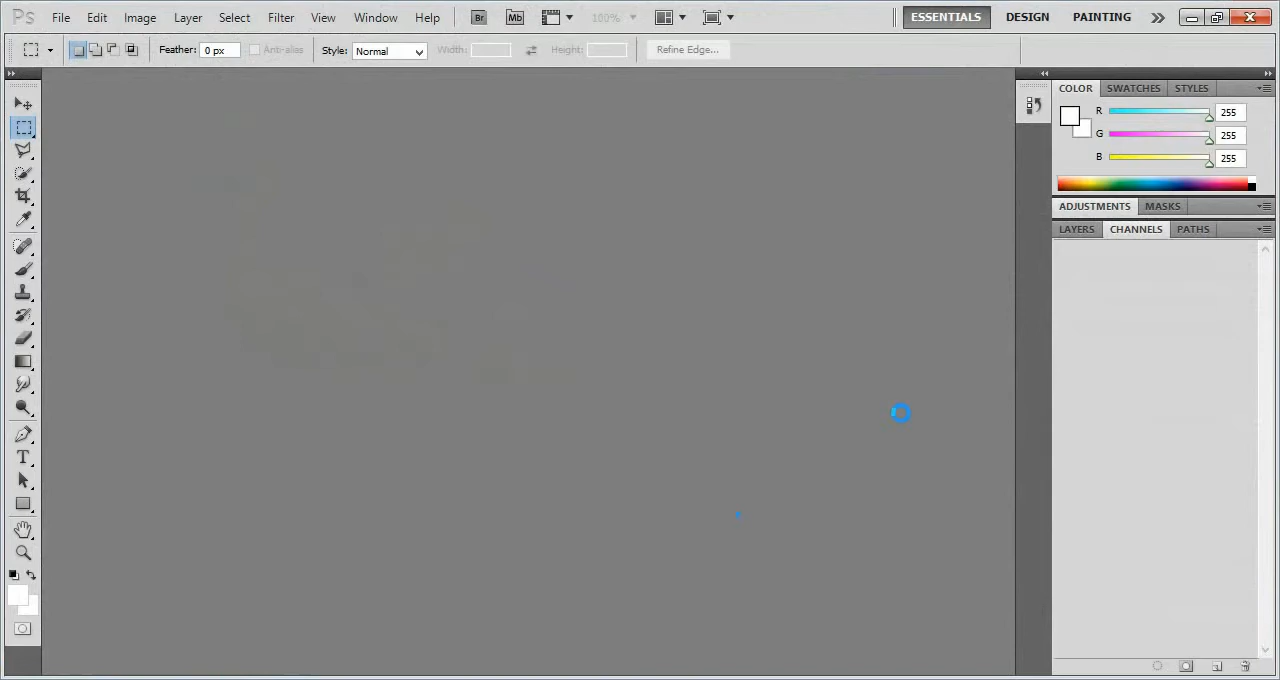 Ps File Edit Image Layer Select Filter View Window Help Br Mb 100% ESSENTIALS DESIGN PAINTING
Feather: 0 px Anti-alias Style: Normal Width: Height: Refine Edge...
COLOR SWATCHES STYLES
R 255
G 255
B 255
ADJUSTMENTS MASKS
LAYERS CHANNELS PATHS
T